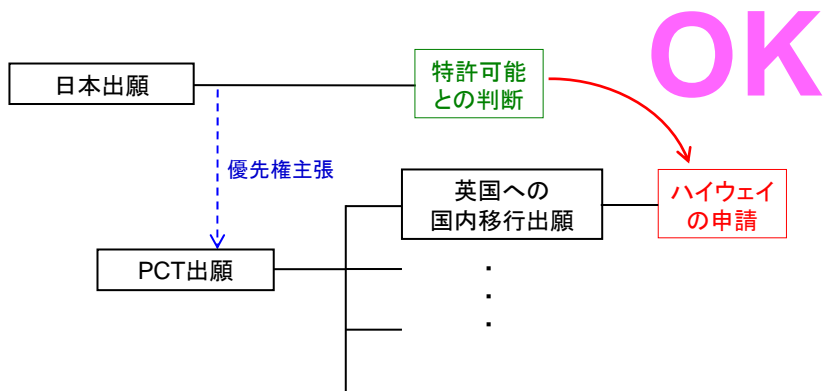 OK
日本出願
特許可能
との判断
優先権主張
英国への
国内移行出願
ハイウェイ
の申請
PCT出願
・
・
・